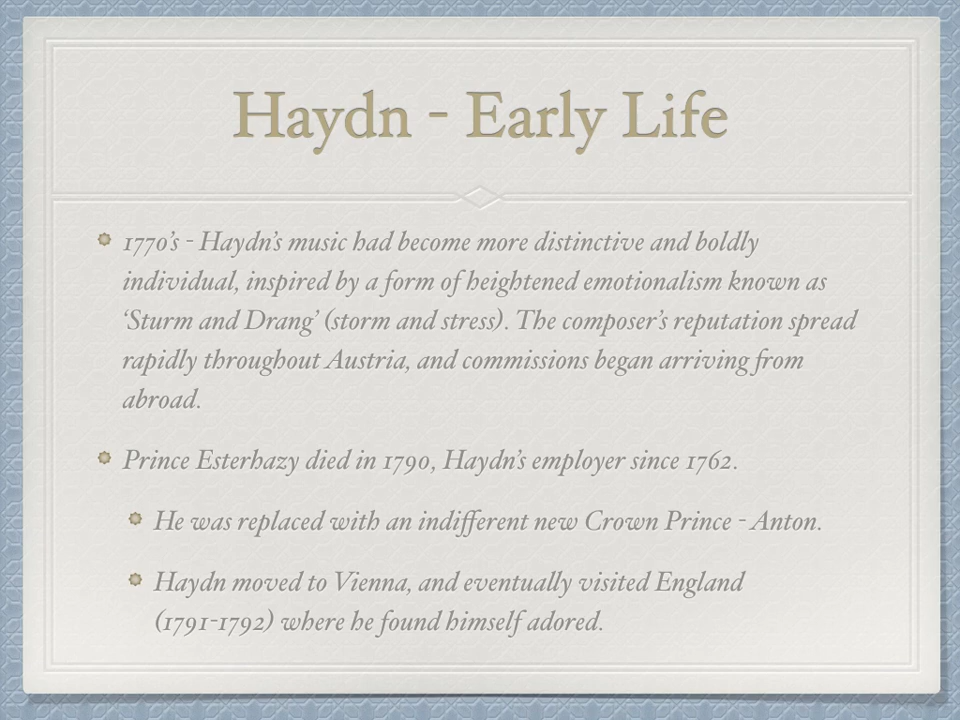 Haydn - Early Life
1770's - Haydn's music had become more distinctive and boldly
individual, inspired by a form of heightened emotionalism known as
‘Sturm and Drang’ (storm and stress). The composer’s reputation spread
rapidly throughout Austria, and commissions began arriving from
abroad.
Prince Esterhazy died in 1790, Haydn’s employer since 1762.
He was replaced with an indifferent new Crown Prince - Anton.
Haydn moved to Vienna, and eventually visited England
(1791-1792) where he found himself adored.